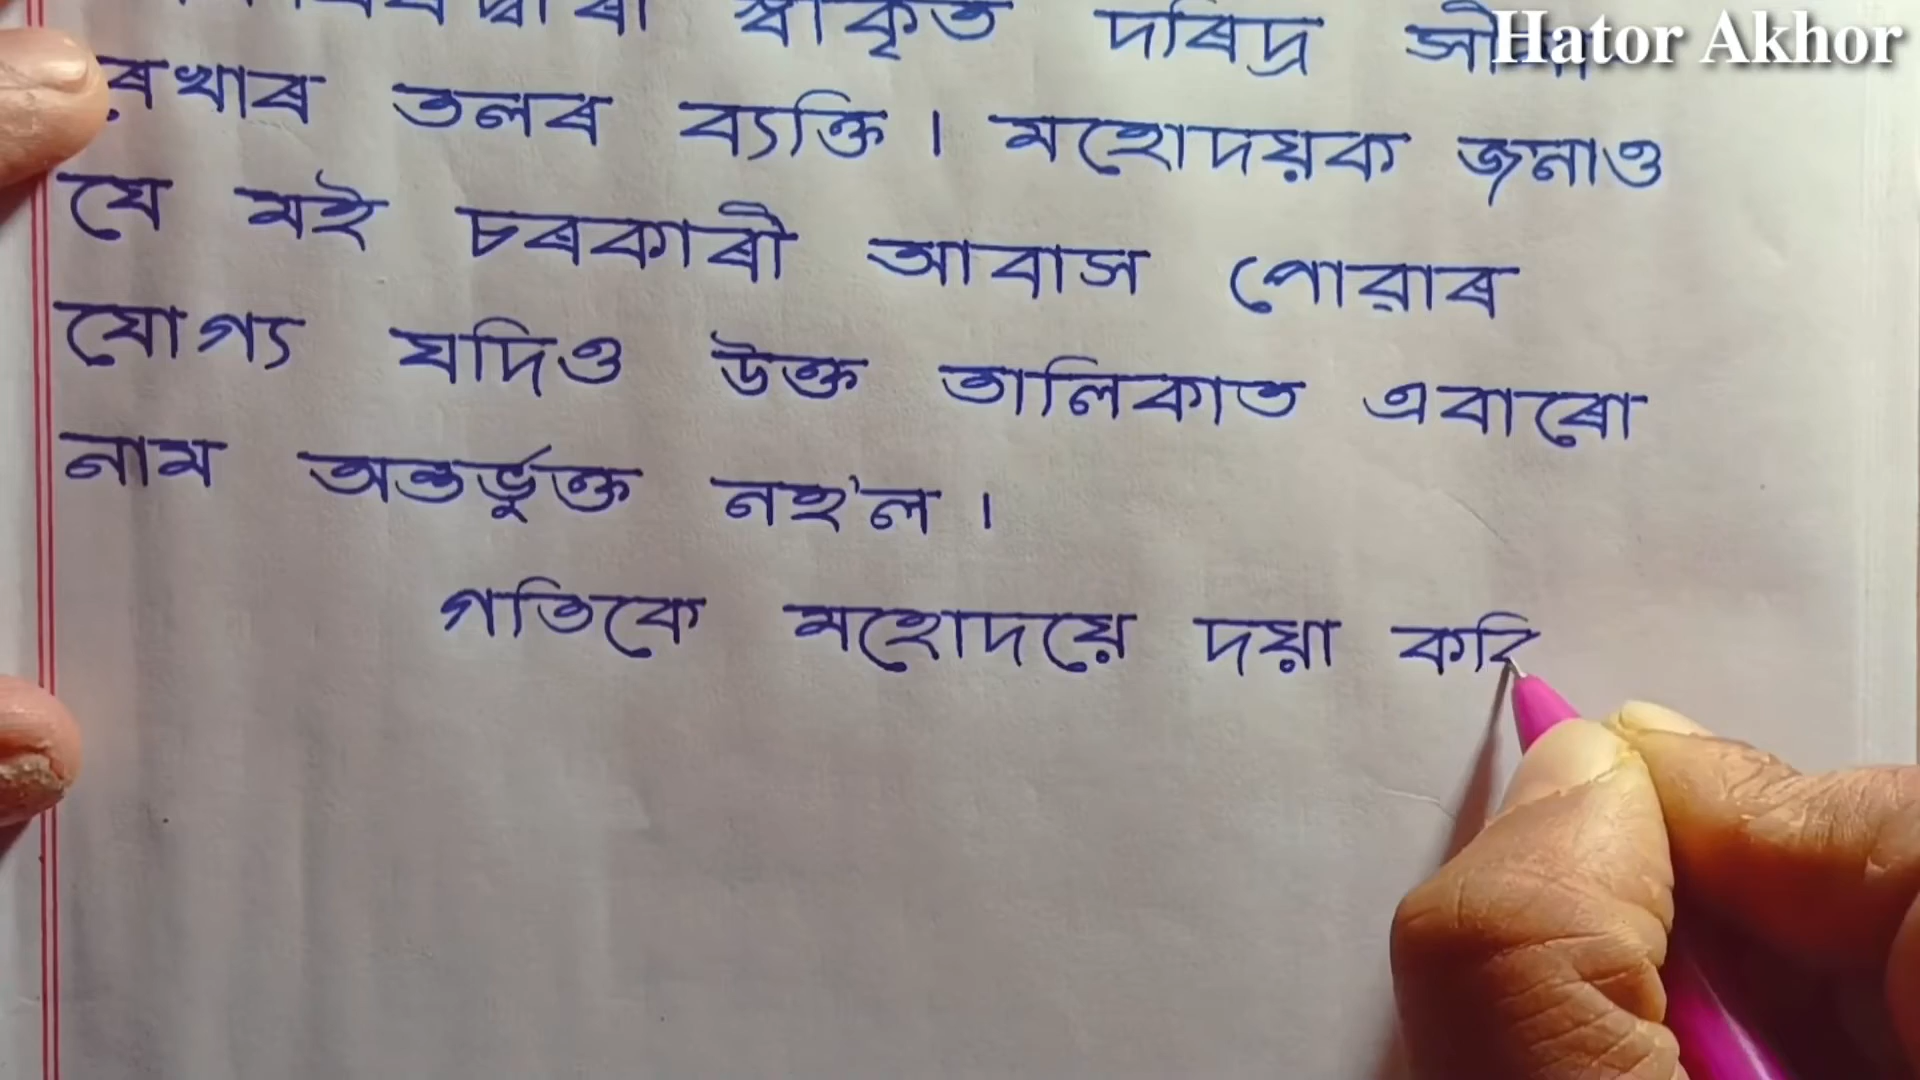 স্বীকৃত দৰিদ্ৰ
Hator Akhor
ৰেখাৰ তলৰ ব্যক্তি । মহোদয়ক জনাও
যে মই চৰকাৰী আবাস পোৱাৰ
যোগ্য যদিও উক্ত তালিকাত এবাৰো
নাম অন্তৰ্ভুক্ত নহ'ল ।
গতিকে মহোদয়ে দয়া কৰি